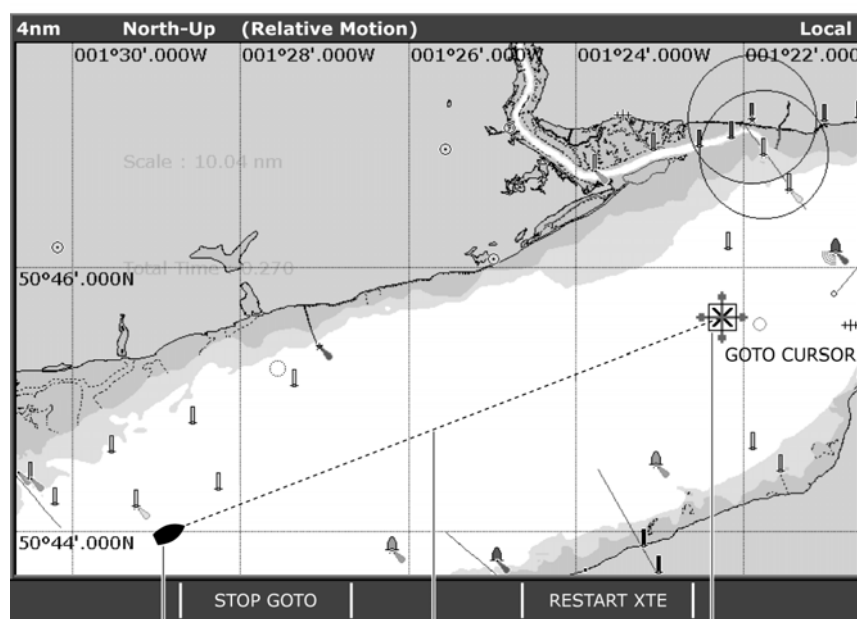 4nm North-Up (Relative Motion) Local
001°30'.000W 001°28'.000W 001°26'.000W 001°24'.000W 001°22'.000
Scale : 10.04 nm
Total Time : 0.270
50°46'.000N
GOTO CURSOR
50°44'.000N
STOP GOTO RESTART XTE